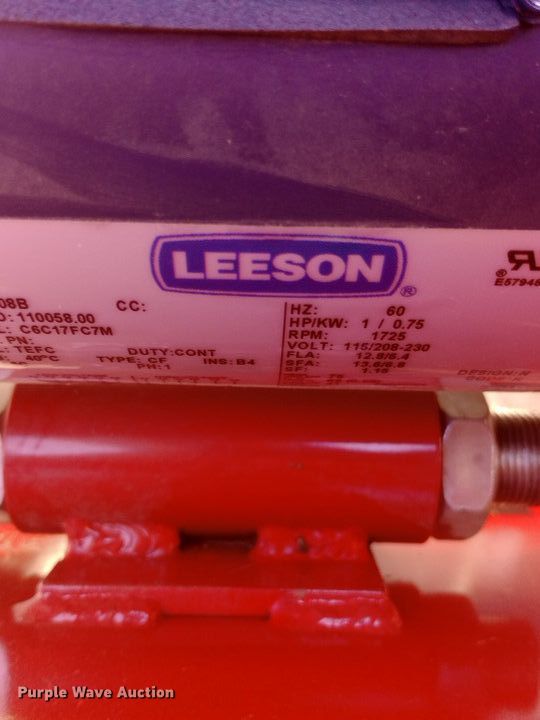 LEESON ®
E57948
08B CC:
110058.00
C6C17FC7M
PN:
TEFC DUTY:CONT
40°C TYPE: CF INS:B4
PH:1
HZ: 60
HP/KW: 1 / 0.75
RPM: 1725
VOLT: 115/208-230
FLA: 12.8/6.4
SFA: 13.6/6.8
SF: 1.15
DESIGN:N
Purple Wave Auction